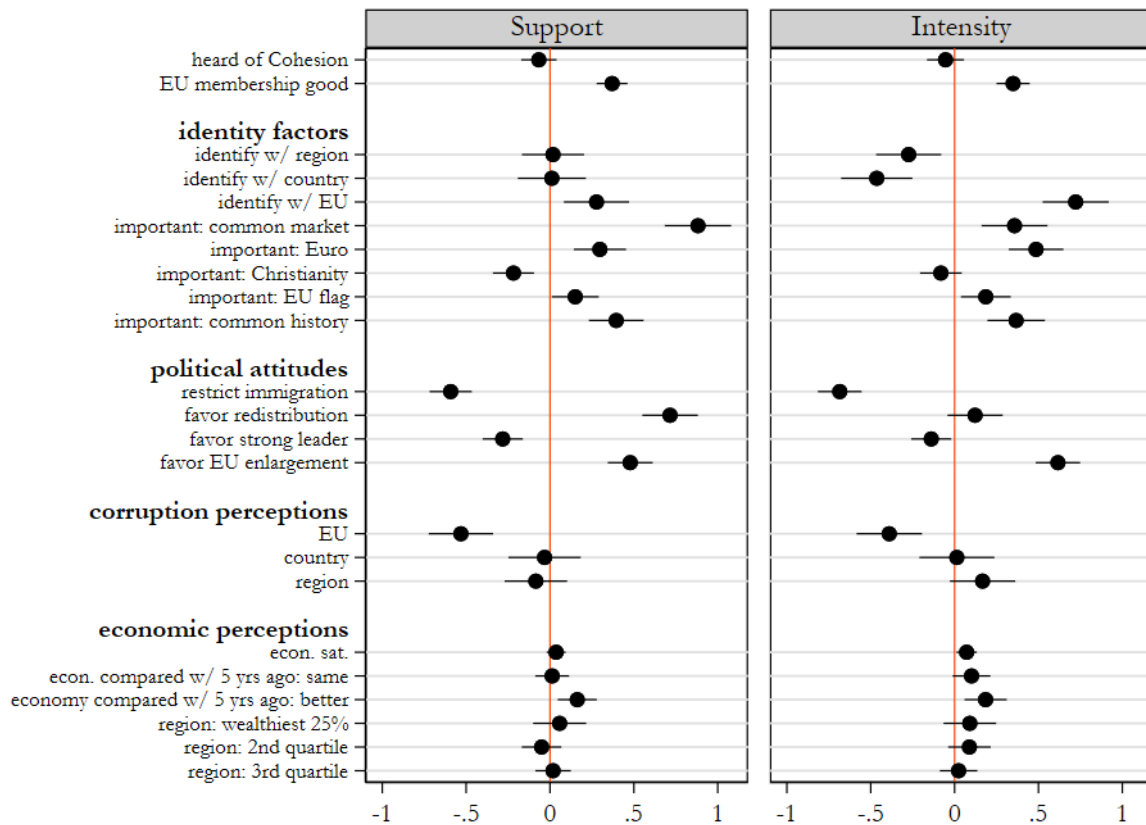 Support
Intensity
heard of Cohesion
EU membership good
identity factors
identify w/ region
identify w/ country
identify w/ EU
important: common market
important: Euro
important: Christianity
important: EU flag
important: common history
political attitudes
restrict immigration
favor redistribution
favor strong leader
favor EU enlargement
corruption perceptions
EU
country
region
economic perceptions
econ. sat.
econ. compared w/ 5 yrs ago: same
economy compared w/ 5 yrs ago: better
region: wealthiest 25%
region: 2nd quartile
region: 3rd quartile
-1 -.5 0 .5 1
-1 -.5 0 .5 1